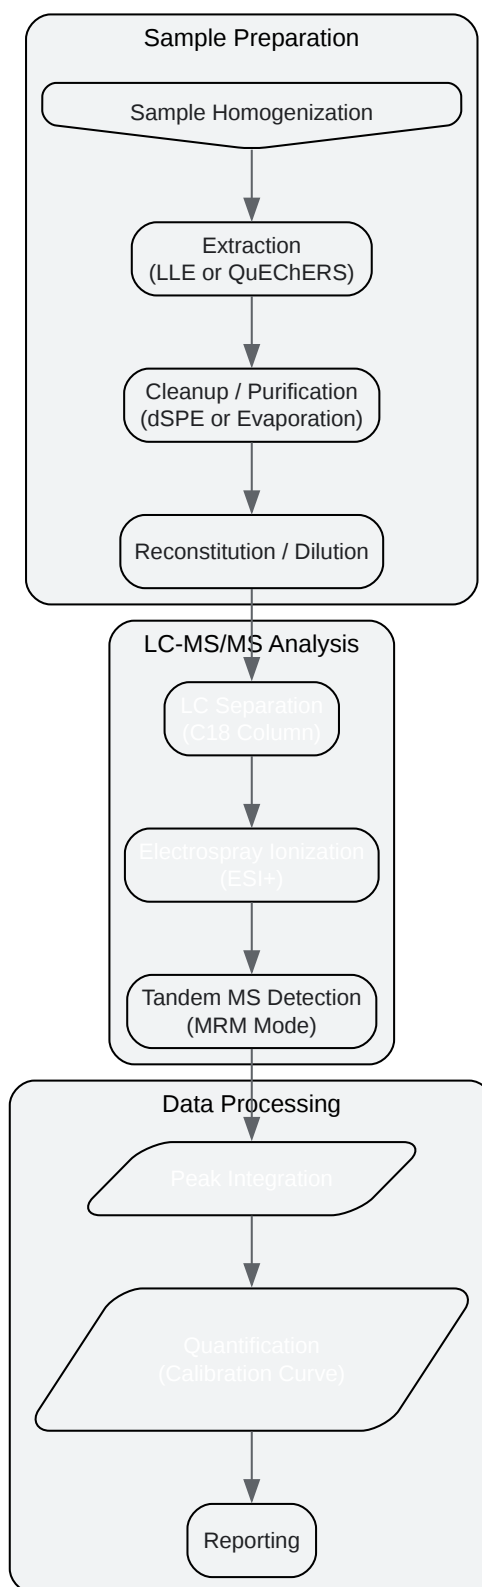 Sample Preparation
Sample Homogenization
Extraction
(LLE or QuEChERS)
Cleanup / Purification
(dSPE or Evaporation)
Reconstitution / Dilution
LC-MS/MS Analysis
LC Separation
(C18 Column)
Electrospray Ionization
(ESI+)
Tandem MS Detection
(MRM Mode)
Data Processing
Peak Integration
Quantification
(Calibration Curve)
Reporting